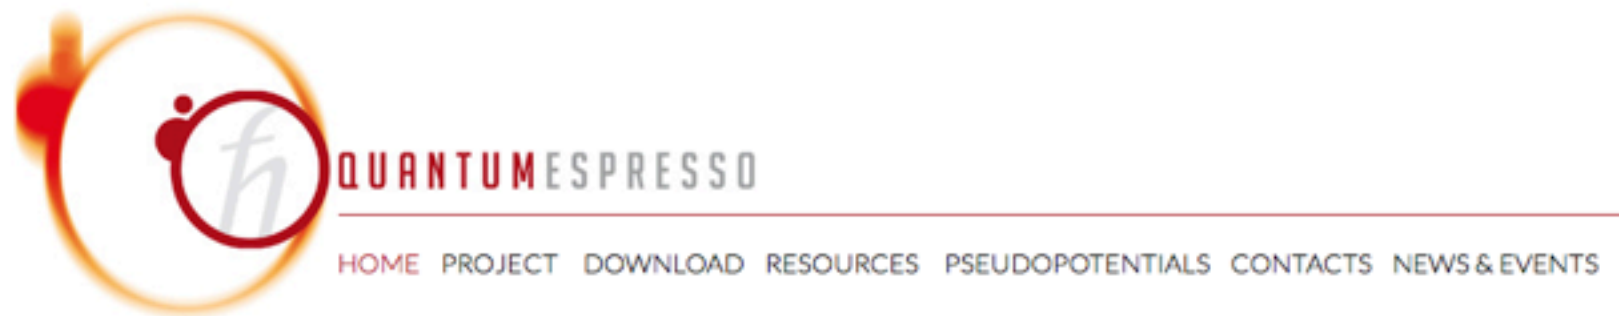 ħ
QUANTUMESPRESSO
HOME PROJECT DOWNLOAD RESOURCES PSEUDOPOTENTIALS CONTACTS NEWS & EVENTS